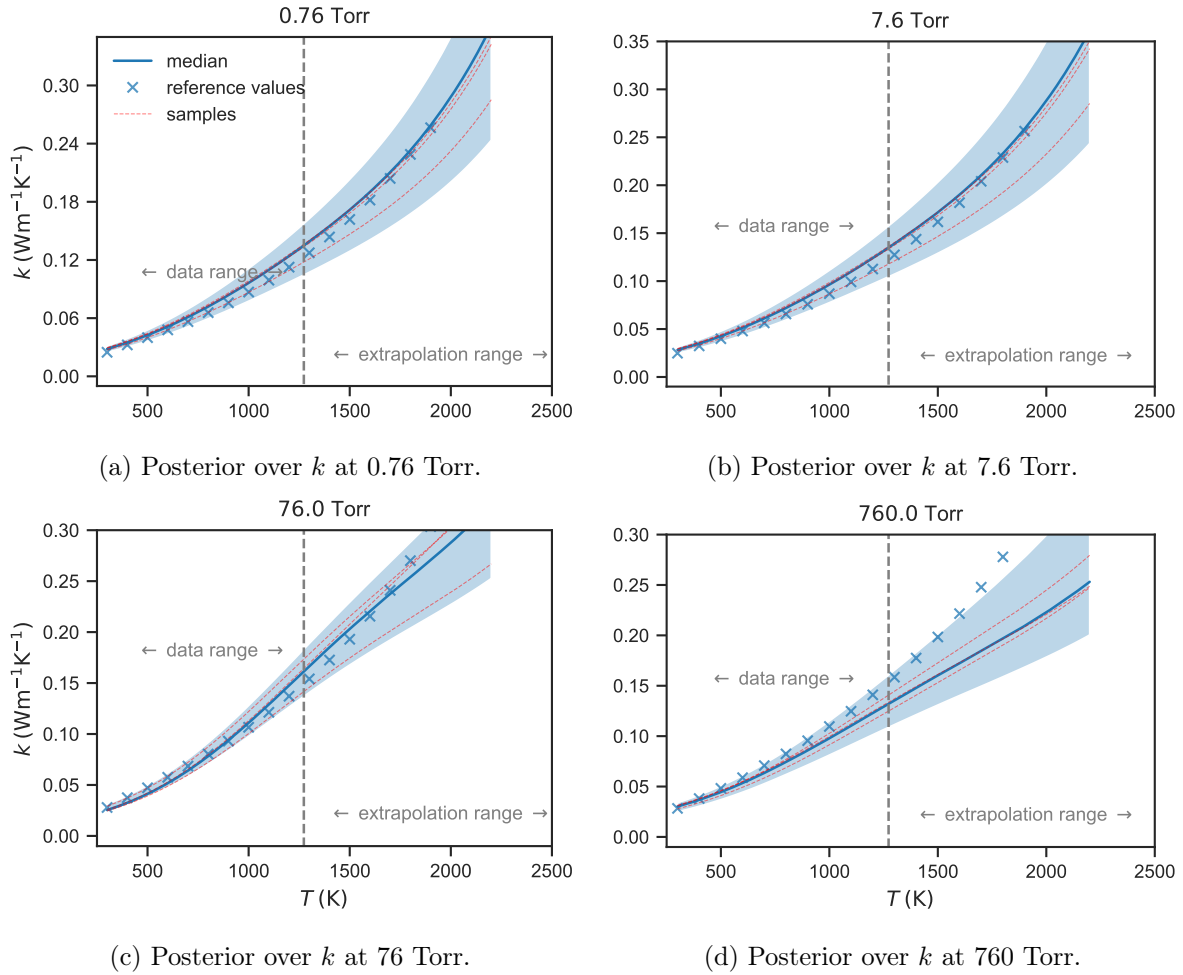 0.76 Torr
median
reference values
samples
0.30
0.24
0.18
0.12
0.06
0.00
k (Wm⁻¹K⁻¹)
← data range →
← extrapolation range →
500 1000 1500 2000 2500
(a) Posterior over k at 0.76 Torr.
7.6 Torr
0.35
0.30
0.25
0.20
0.15
0.10
0.05
0.00
← data range →
← extrapolation range →
500 1000 1500 2000 2500
(b) Posterior over k at 7.6 Torr.
76.0 Torr
0.30
0.25
0.20
0.15
0.10
0.05
0.00
k (Wm⁻¹K⁻¹)
← data range →
← extrapolation range →
500 1000 1500 2000 2500
T (K)
(c) Posterior over k at 76 Torr.
760.0 Torr
0.30
0.25
0.20
0.15
0.10
0.05
0.00
← data range →
← extrapolation range →
500 1000 1500 2000 2500
T (K)
(d) Posterior over k at 760 Torr.